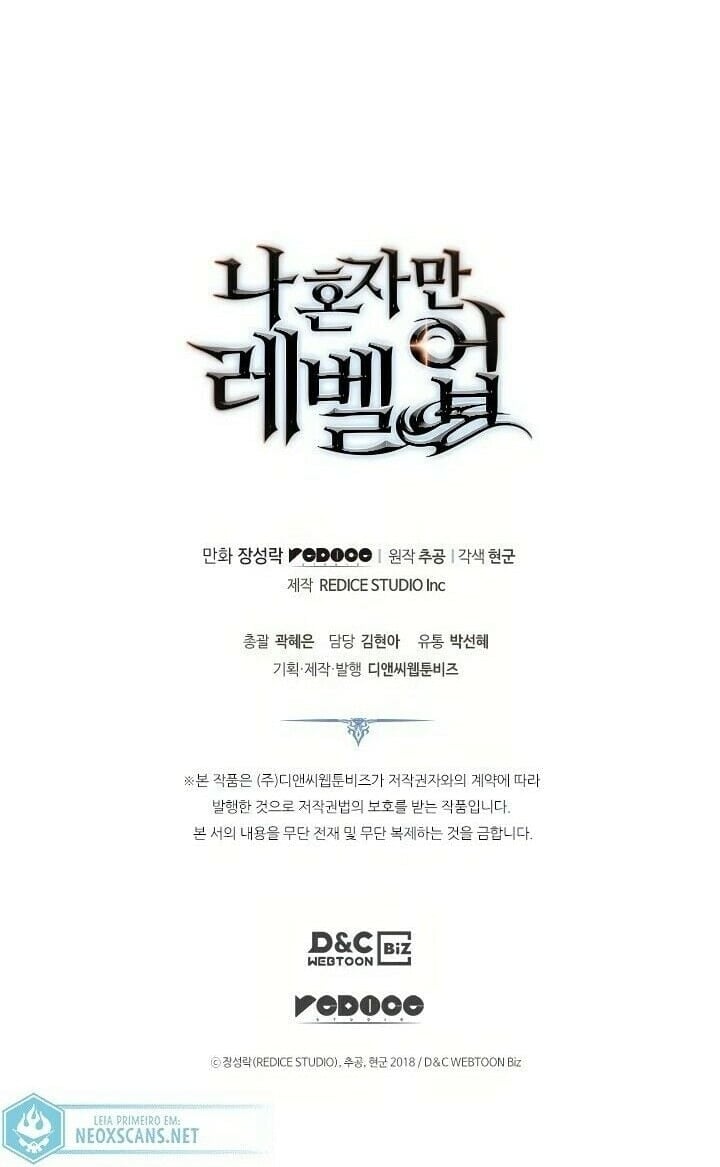 나 혼자만
레벨업
만화 장성락 REDICE STUDIO | 원작 추공 | 각색 현군
제작 REDICE STUDIO Inc
총괄 곽혜은 담당 김현아 유통 박선혜
기획·제작·발행 디앤씨웹툰비즈
※본 작품은 (주)디앤씨웹툰비즈가 저작권자와의 계약에 따라
발행한 것으로 저작권법의 보호를 받는 작품입니다.
본 서의 내용을 무단 전재 및 무단 복제하는 것을 금합니다.
D&C BiZ
WEBTOON
REDICE
STUDIO
ⓒ장성락(REDICE STUDIO), 추공, 현군 2018 / D&C WEBTOON Biz
LEIA PRIMEIRO EM:
NEOXSCANS.NET